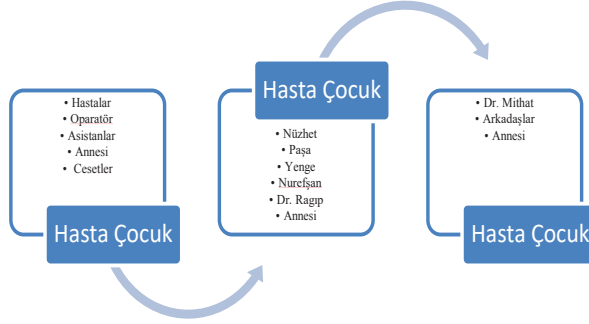 • Hastalar
• Oparatör
• Asistanlar
• Annesi
• Cesetler
Hasta Çocuk
Hasta Çocuk
• Nüzhet
• Paşa
• Yenge
• Nurefşan
• Dr. Ragıp
• Annesi
• Dr. Mithat
• Arkadaşlar
• Annesi
Hasta Çocuk